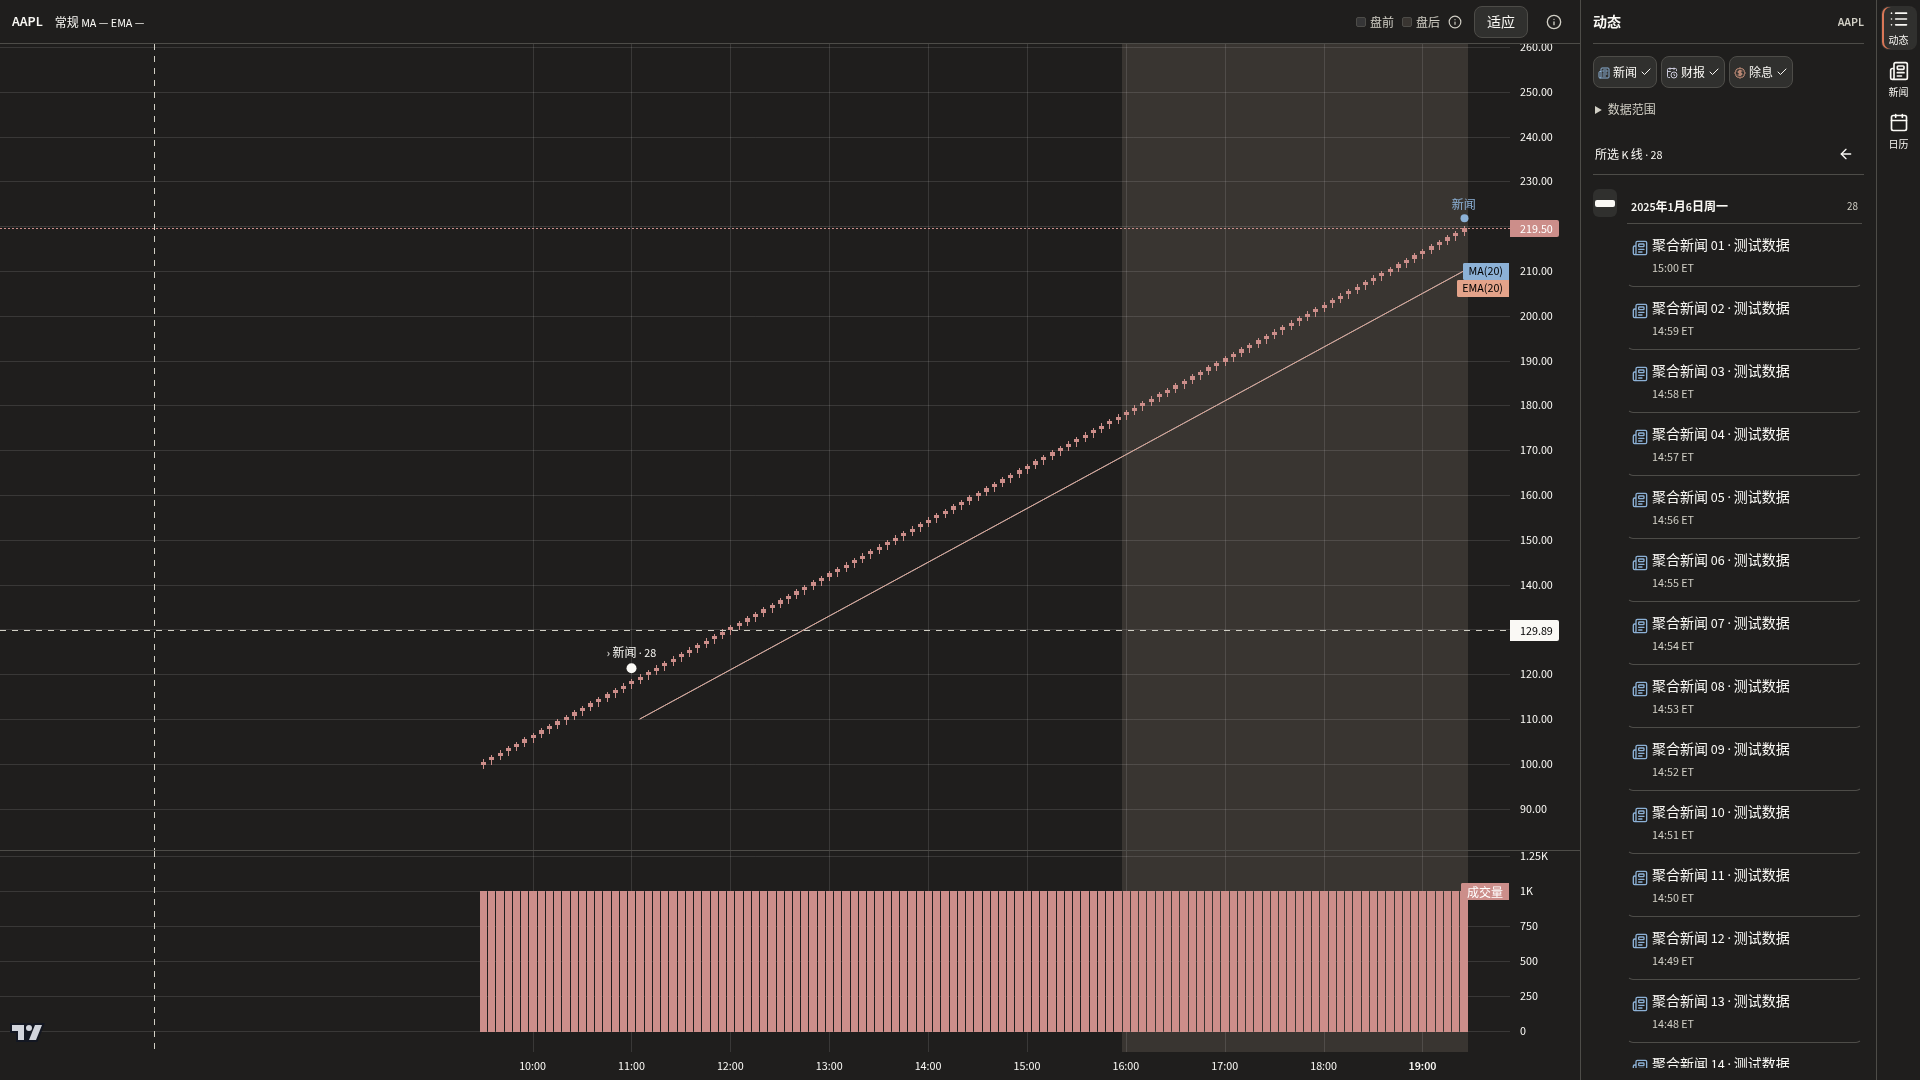 AAPL 常规 MA — EMA —
盘前 盘后 适应
260.00
250.00
240.00
230.00
新闻
219.50
210.00
MA(20)
EMA(20)
200.00
190.00
180.00
170.00
160.00
150.00
140.00
129.89
› 新闻 · 28
120.00
110.00
100.00
90.00
1.25K
成交量 1K
750
500
250
0
10:00 11:00 12:00 13:00 14:00 15:00 16:00 17:00 18:00 19:00
动态 AAPL
新闻 财报 除息
数据范围
所选 K 线 · 28
2025年1月6日周一 28
聚合新闻 01 · 测试数据
15:00 ET
聚合新闻 02 · 测试数据
14:59 ET
聚合新闻 03 · 测试数据
14:58 ET
聚合新闻 04 · 测试数据
14:57 ET
聚合新闻 05 · 测试数据
14:56 ET
聚合新闻 06 · 测试数据
14:55 ET
聚合新闻 07 · 测试数据
14:54 ET
聚合新闻 08 · 测试数据
14:53 ET
聚合新闻 09 · 测试数据
14:52 ET
聚合新闻 10 · 测试数据
14:51 ET
聚合新闻 11 · 测试数据
14:50 ET
聚合新闻 12 · 测试数据
14:49 ET
聚合新闻 13 · 测试数据
14:48 ET
聚合新闻 14 · 测试数据
动态
新闻
日历